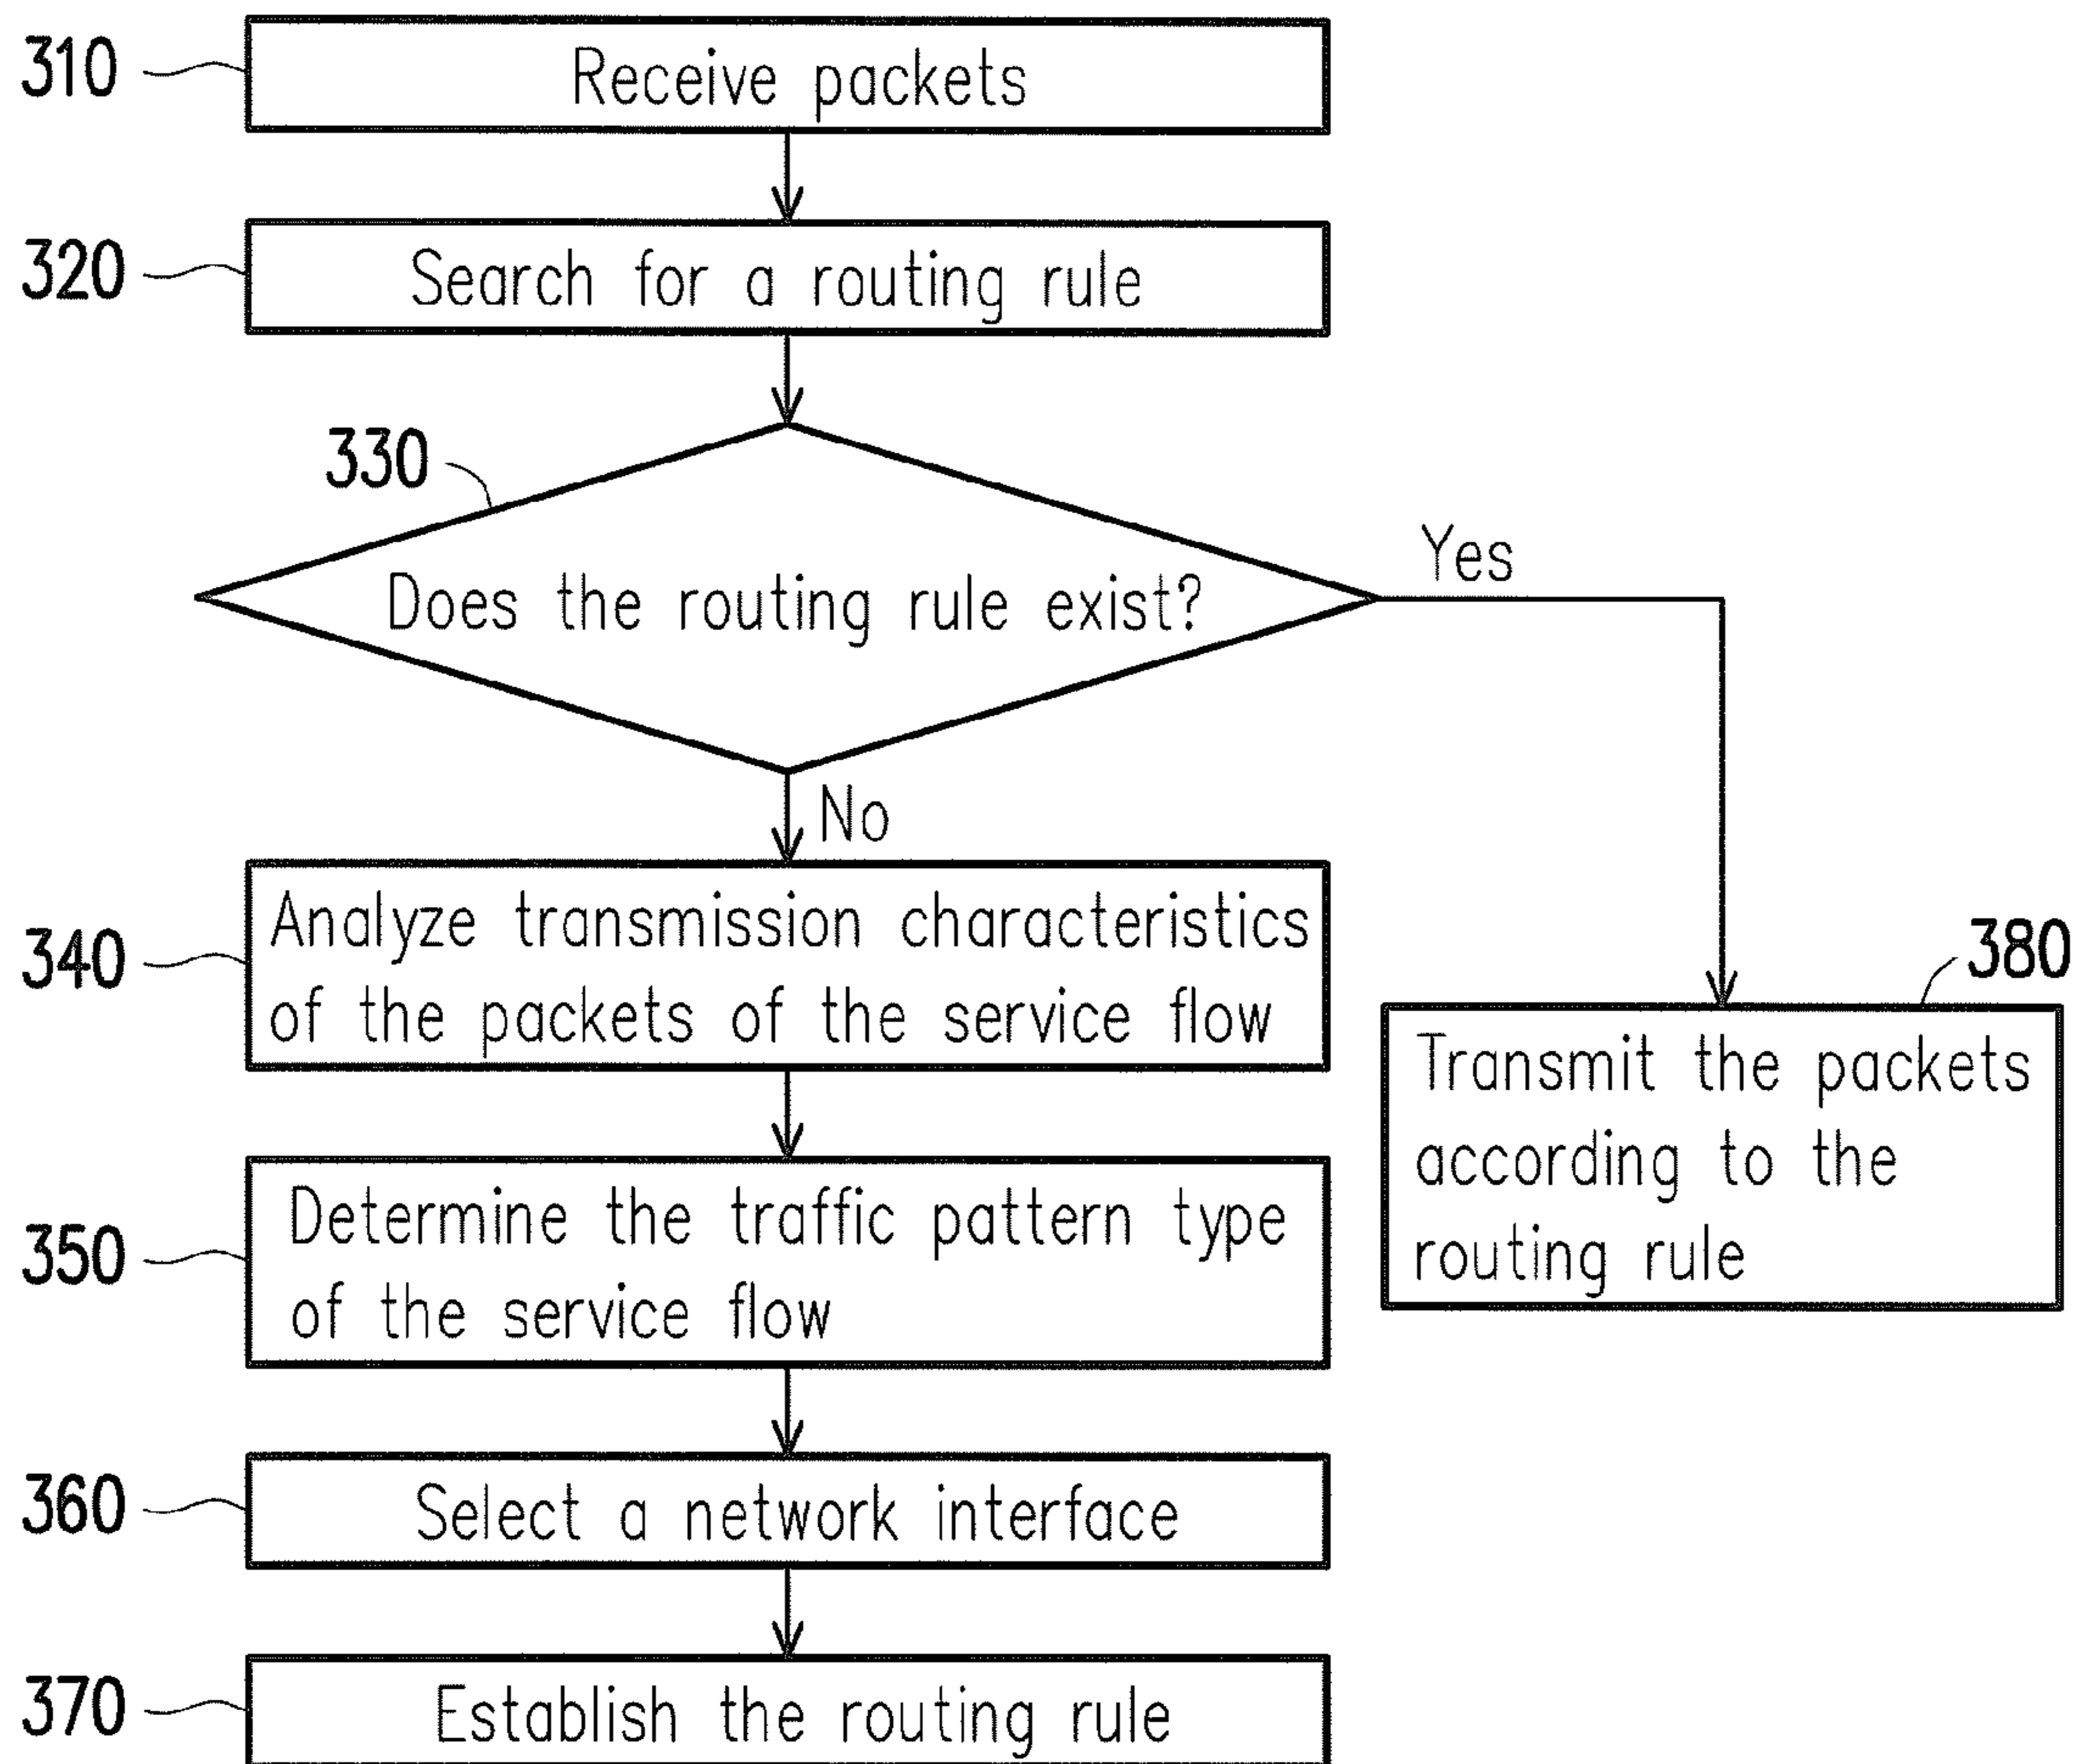 310
Receive packets
320
Search for a routing rule
330
Does the routing rule exist?
Yes
No
340
Analyze transmission characteristics
of the packets of the service flow
380
Transmit the packets
according to the
routing rule
350
Determine the traffic pattern type
of the service flow
360
Select a network interface
370
Establish the routing rule